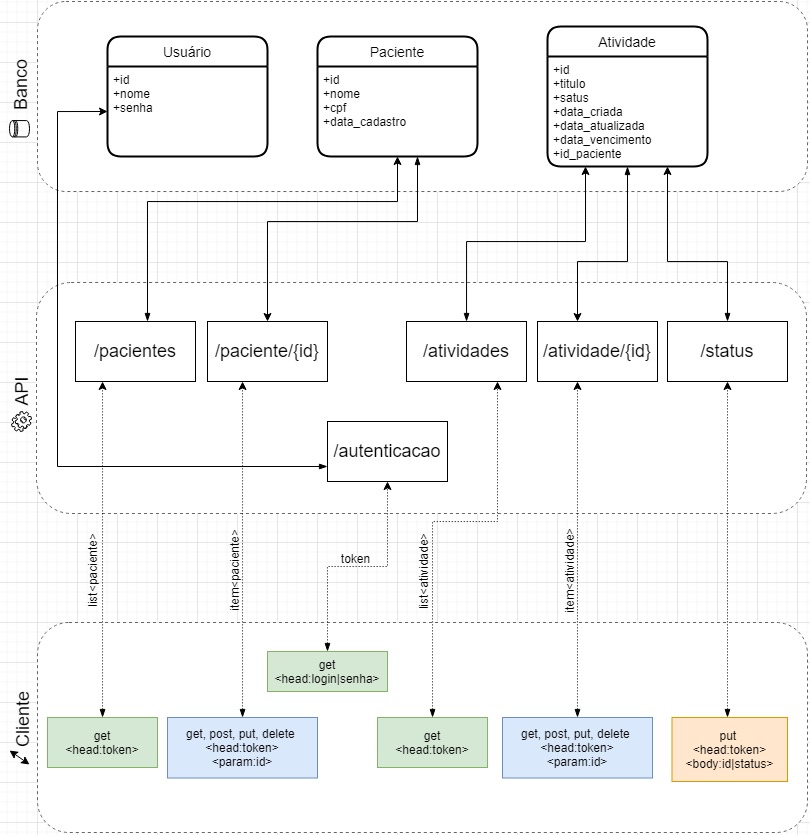 Banco
Usuário
+id
+nome
+senha
Paciente
+id
+nome
+cpf
+data_cadastro
Atividade
+id
+titulo
+satus
+data_criada
+data_atualizada
+data_vencimento
+id_paciente
API
/pacientes
/paciente/{id}
/atividades
/atividade/{id}
/status
/autenticacao
list<paciente>
item<paciente>
token
list<atividade>
item<atividade>
Cliente
get
<head:login|senha>
get
<head:token>
get, post, put, delete
<head:token>
<param:id>
get
<head:token>
get, post, put, delete
<head:token>
<param:id>
put
<head:token>
<body:id|status>